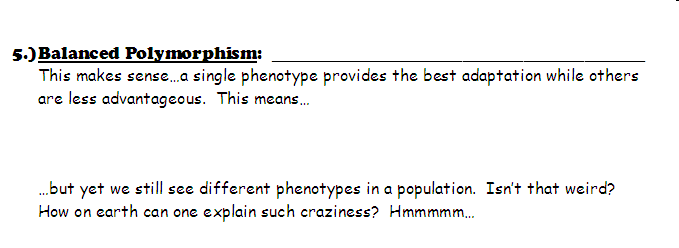 5.) Balanced Polymorphism: ___________________________
This makes sense...a single phenotype provides the best adaptation while others
are less advantageous. This means...
...but yet we still see different phenotypes in a population. Isn't that weird?
How on earth can one explain such craziness? Hmmmmm...